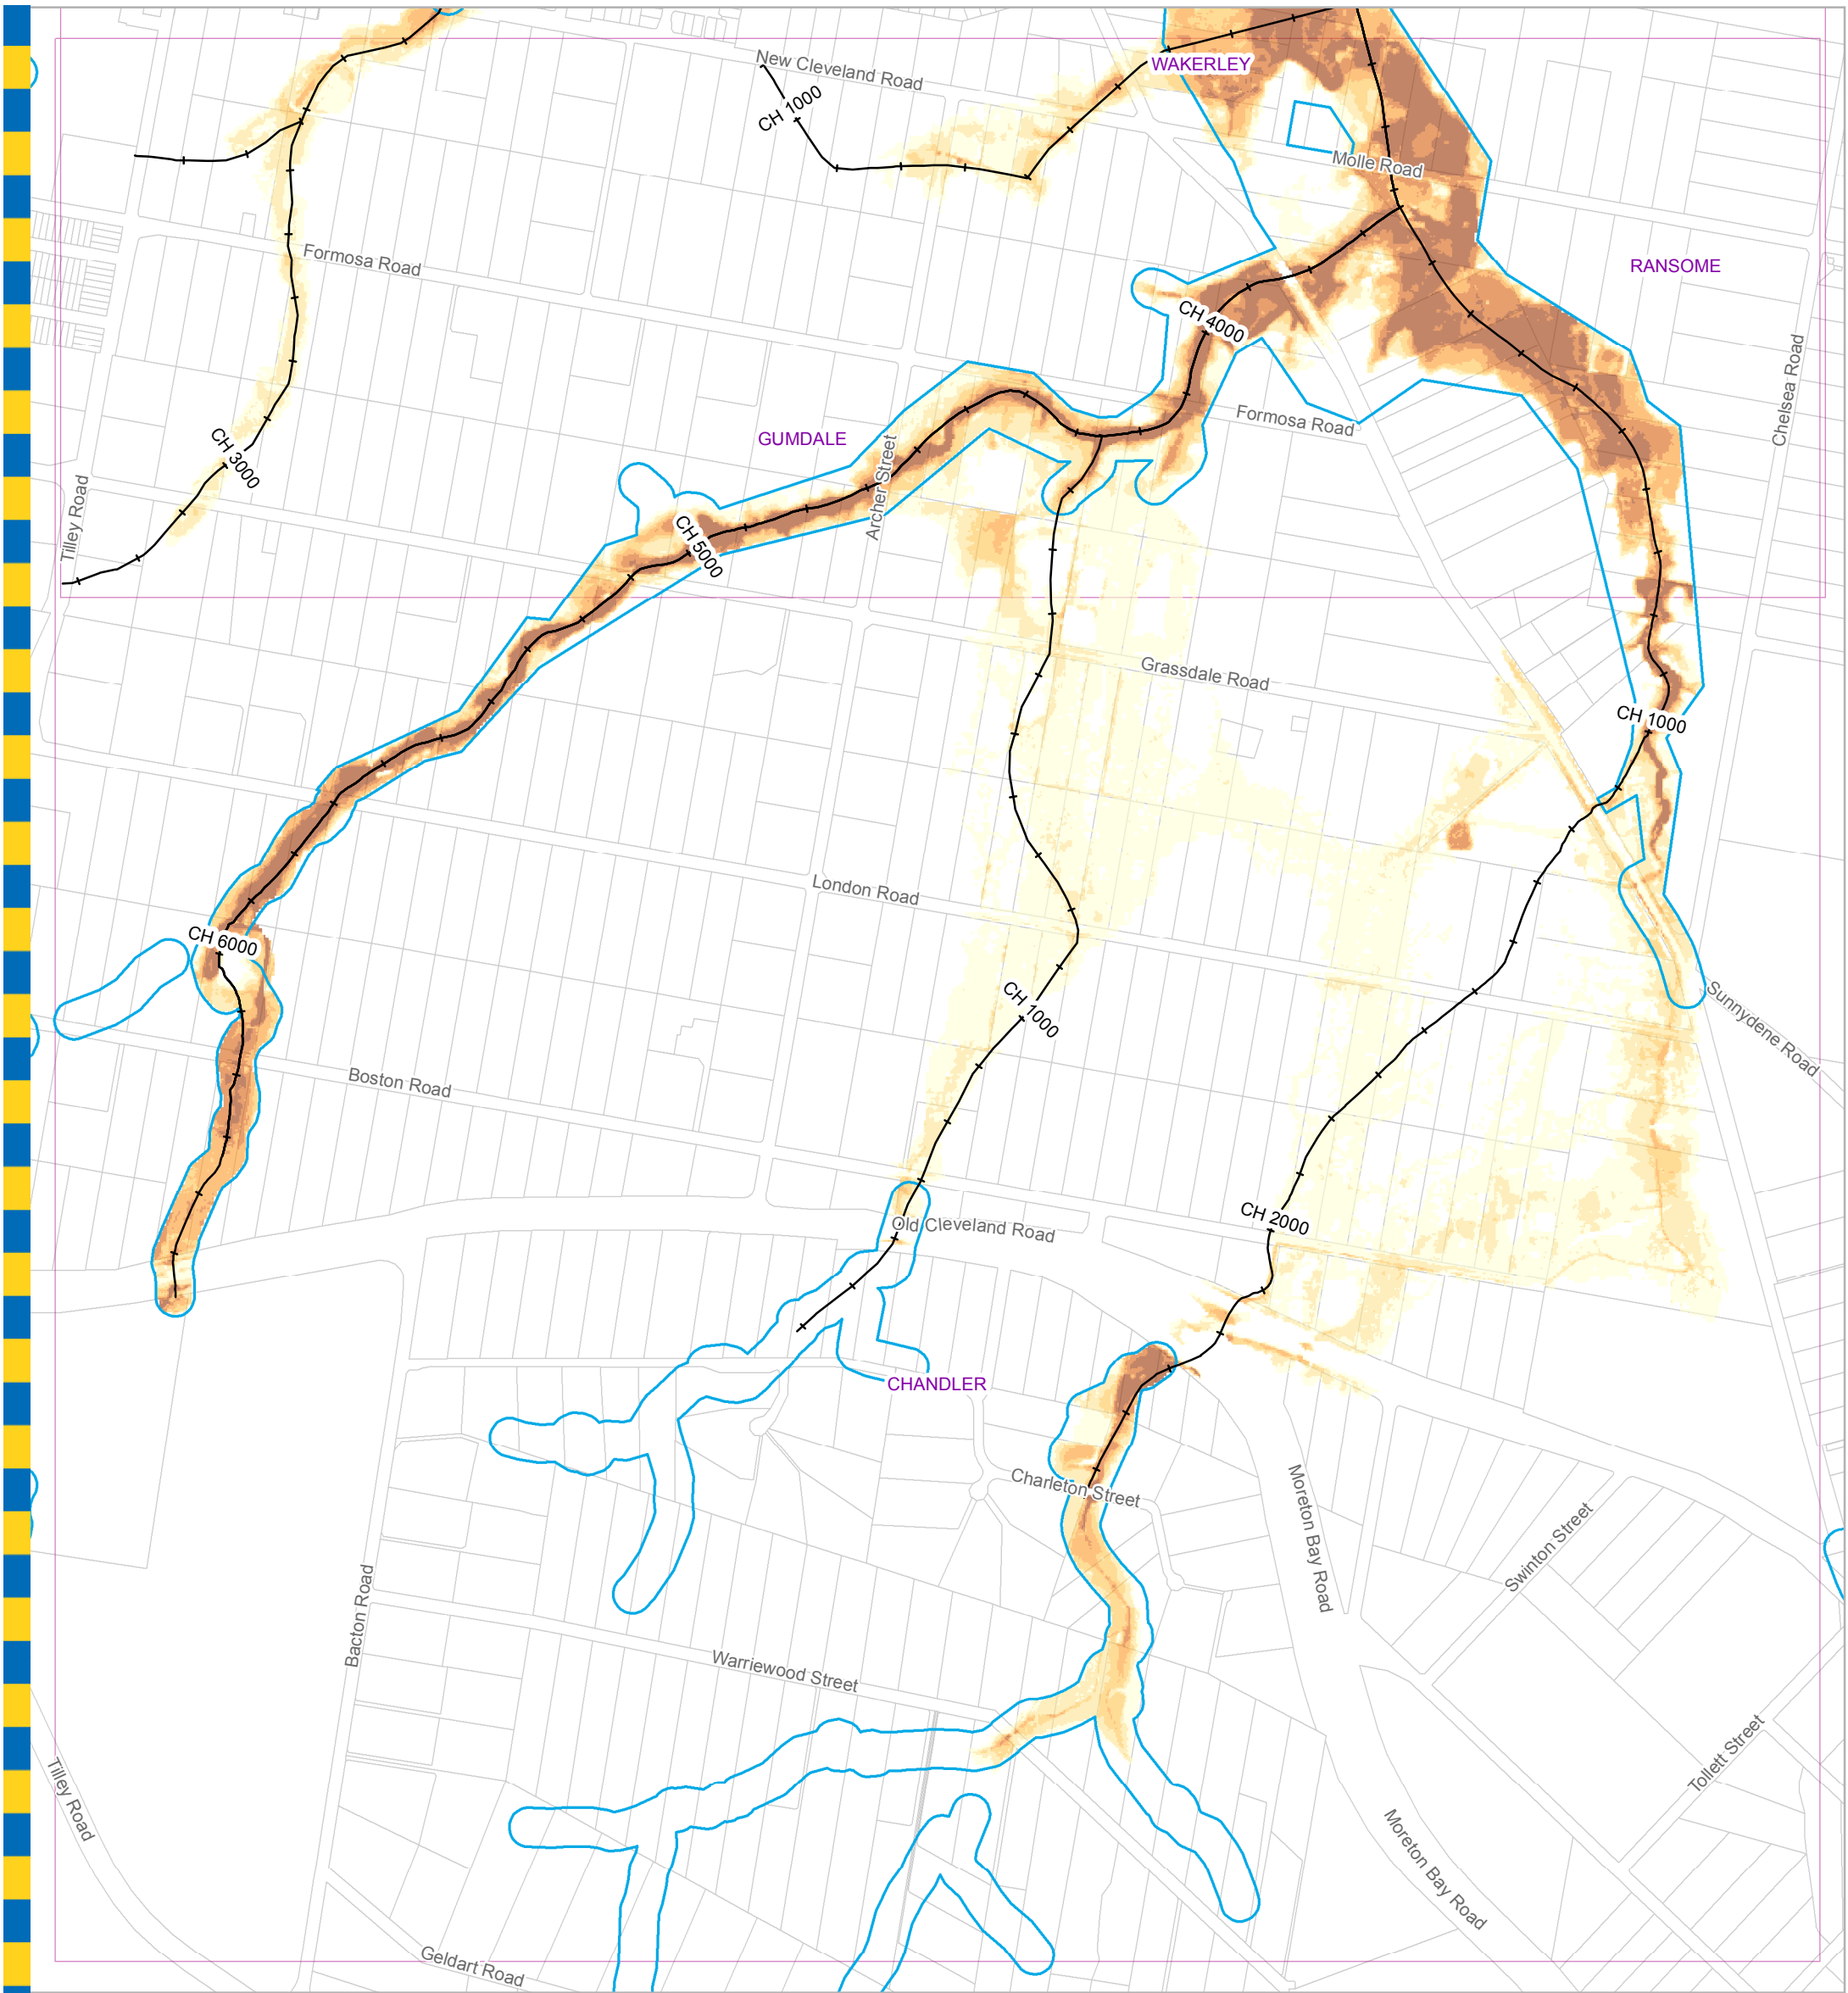 New Cleveland Road
WAKERLEY
CH 1000
Molle Road
Formosa Road
RANSOME
CH 4000
Chelsea Road
Formosa Road
GUMDALE
CH 3000
Archer Street
Tilley Road
CH 5000
Grassdale Road
CH 1000
London Road
CH 6000
CH 1000
Sunnydene Road
Boston Road
CH 2000
Old Cleveland Road
CHANDLER
Charleton Street
Moreton Bay Road
Swinton Street
Bacton Road
Warriewood Street
Tollett Street
Tilley Road
Moreton Bay Road
Geldart Road